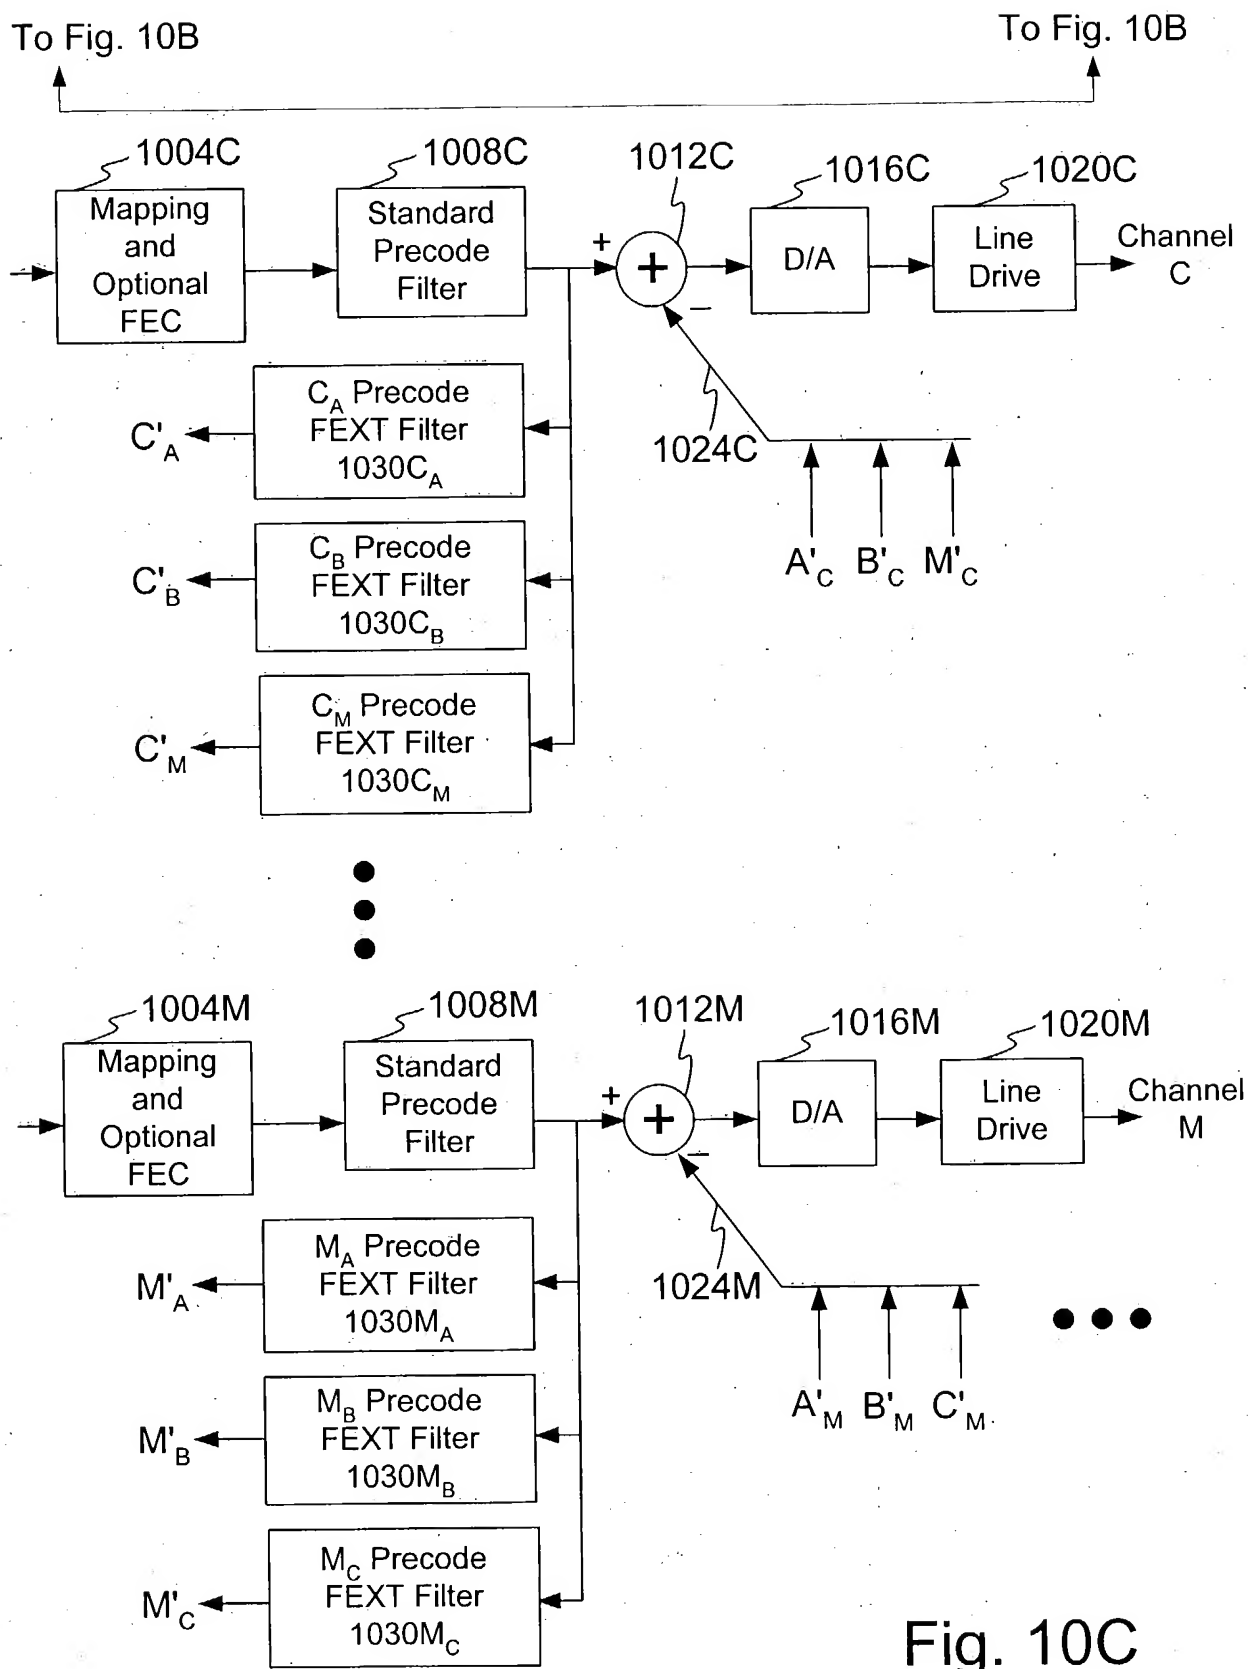 To Fig. 10B
To Fig. 10B
1004C
1008C
1012C
1016C
1020C
Mapping
and
Optional
FEC
Standard
Precode
Filter
+
+
−
D/A
Line
Drive
Channel
C
1024C
C'A
CA Precode
FEXT Filter
1030CA
C'B
CB Precode
FEXT Filter
1030CB
C'M
CM Precode
FEXT Filter
1030CM
A'C
B'C
M'C
1004M
1008M
1012M
1016M
1020M
Mapping
and
Optional
FEC
Standard
Precode
Filter
+
+
−
D/A
Line
Drive
Channel
M
1024M
M'A
MA Precode
FEXT Filter
1030MA
M'B
MB Precode
FEXT Filter
1030MB
M'C
MC Precode
FEXT Filter
1030MC
A'M
B'M
C'M
Fig. 10C